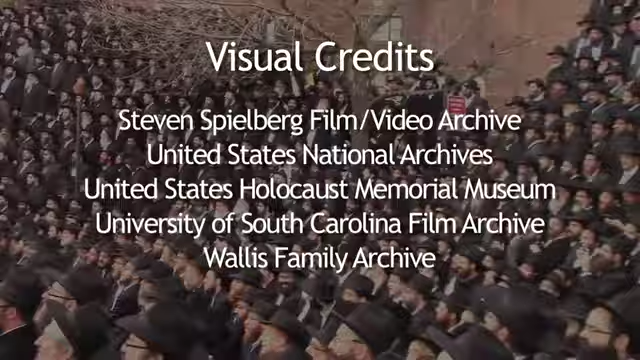 Visual Credits
Steven Spielberg Film/Video Archive
United States National Archives
United States Holocaust Memorial Museum
University of South Carolina Film Archive
Wallis Family Archive